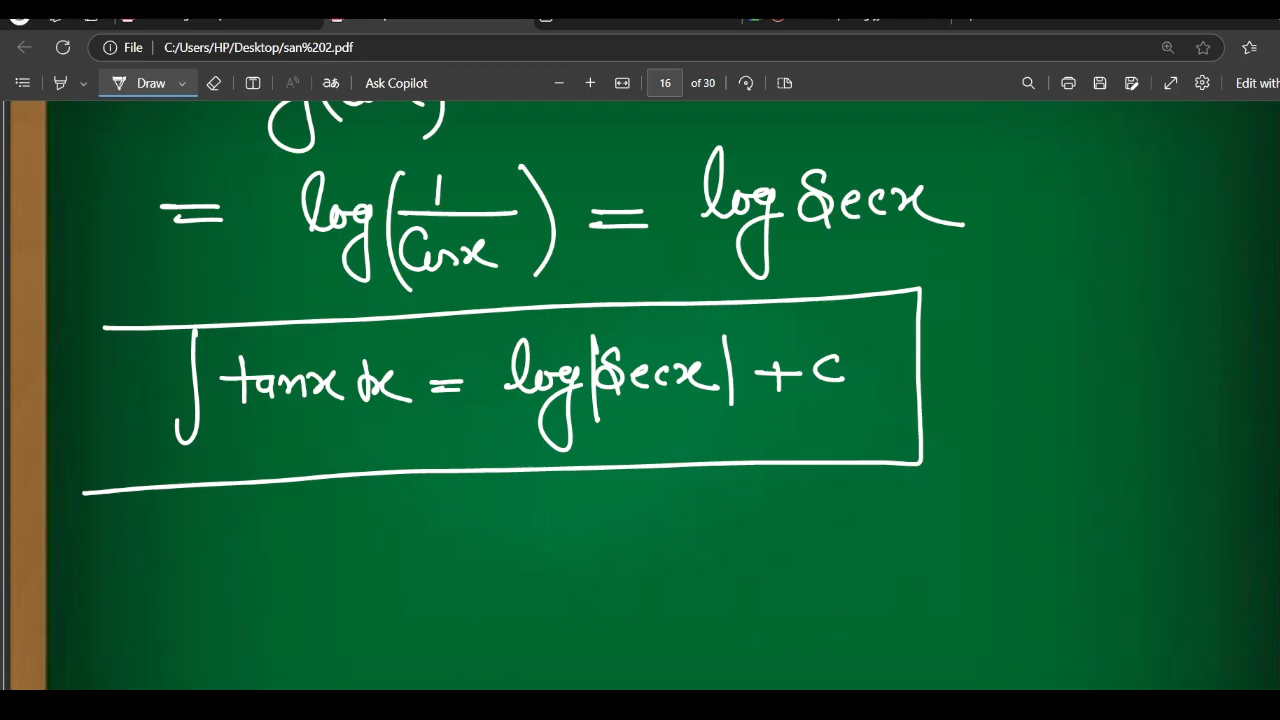 File C:/Users/HP/Desktop/san%202.pdf
Draw Ask Copilot 16 of 30 Edit with
= log(1/Cosx) = log Secx
∫ tanx dx = log|Secx| + c